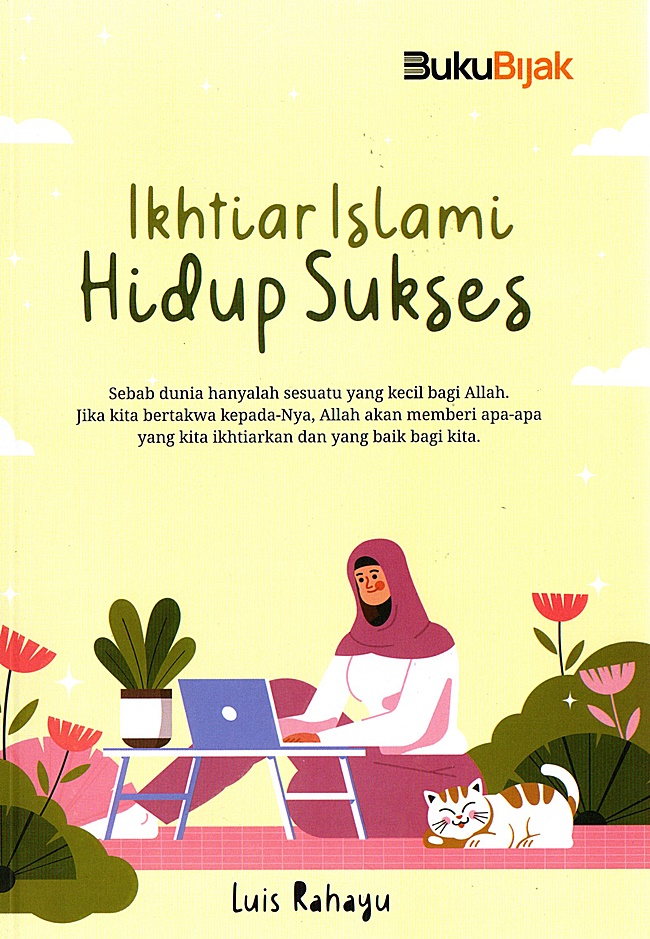 BukuBijak
Ikhtiar Islami
Hidup Sukses
Sebab dunia hanyalah sesuatu yang kecil bagi Allah.
Jika kita bertakwa kepada-Nya, Allah akan memberi apa-apa
yang kita ikhtiarkan dan yang baik bagi kita.
Luis Rahayu